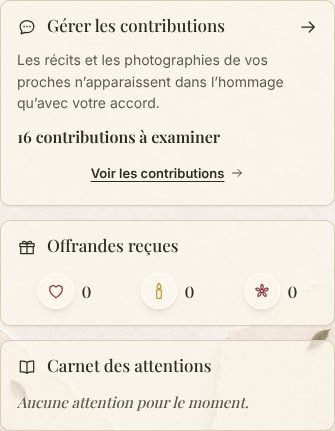 Gérer les contributions →
Les récits et les photographies de vos
proches n’apparaissent dans l’hommage
qu’avec votre accord.
16 contributions à examiner
Voir les contributions →
Offrandes reçues
0 0 0
Carnet des attentions
Aucune attention pour le moment.